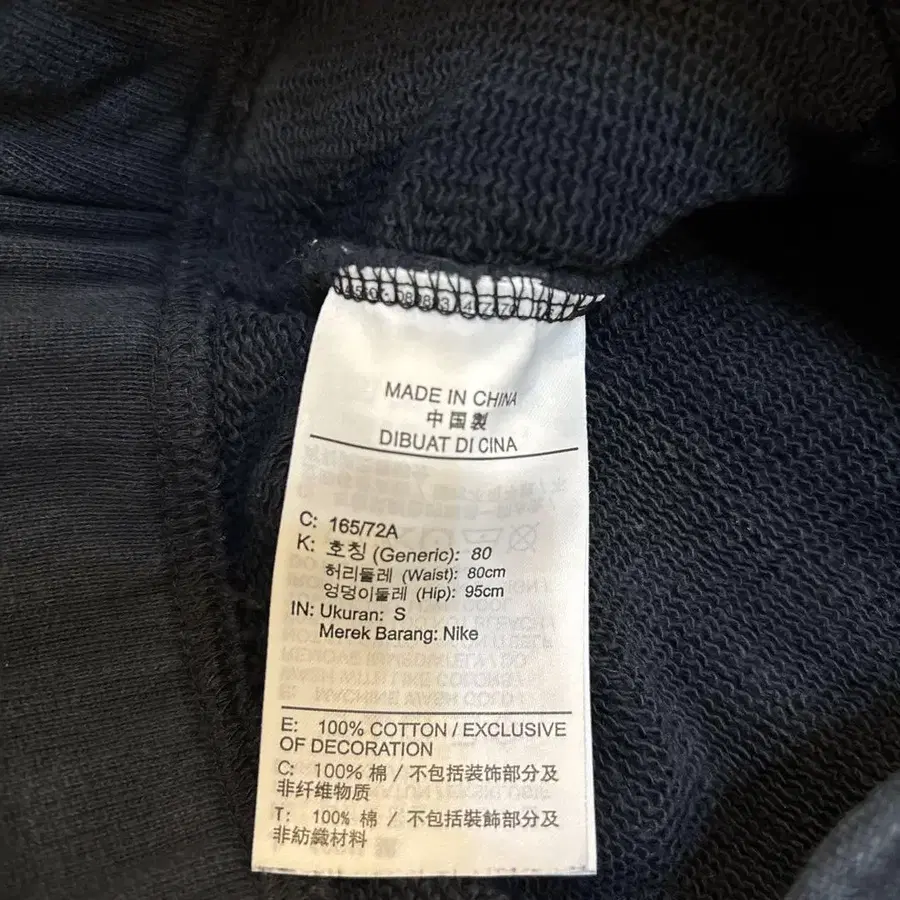 MADE IN CHINA
中国製
DIBUAT DI CINA
C: 165/72A
K: 호칭 (Generic): 80
허리둘레 (Waist): 80cm
엉덩이둘레 (Hip): 95cm
IN: Ukuran: S
Merek Barang: Nike
E: 100% COTTON / EXCLUSIVE
OF DECORATION
C: 100% 棉 / 不包括装饰部分及
非纤维物质
T: 100% 棉 / 不包括裝飾部分及
非紡織材料